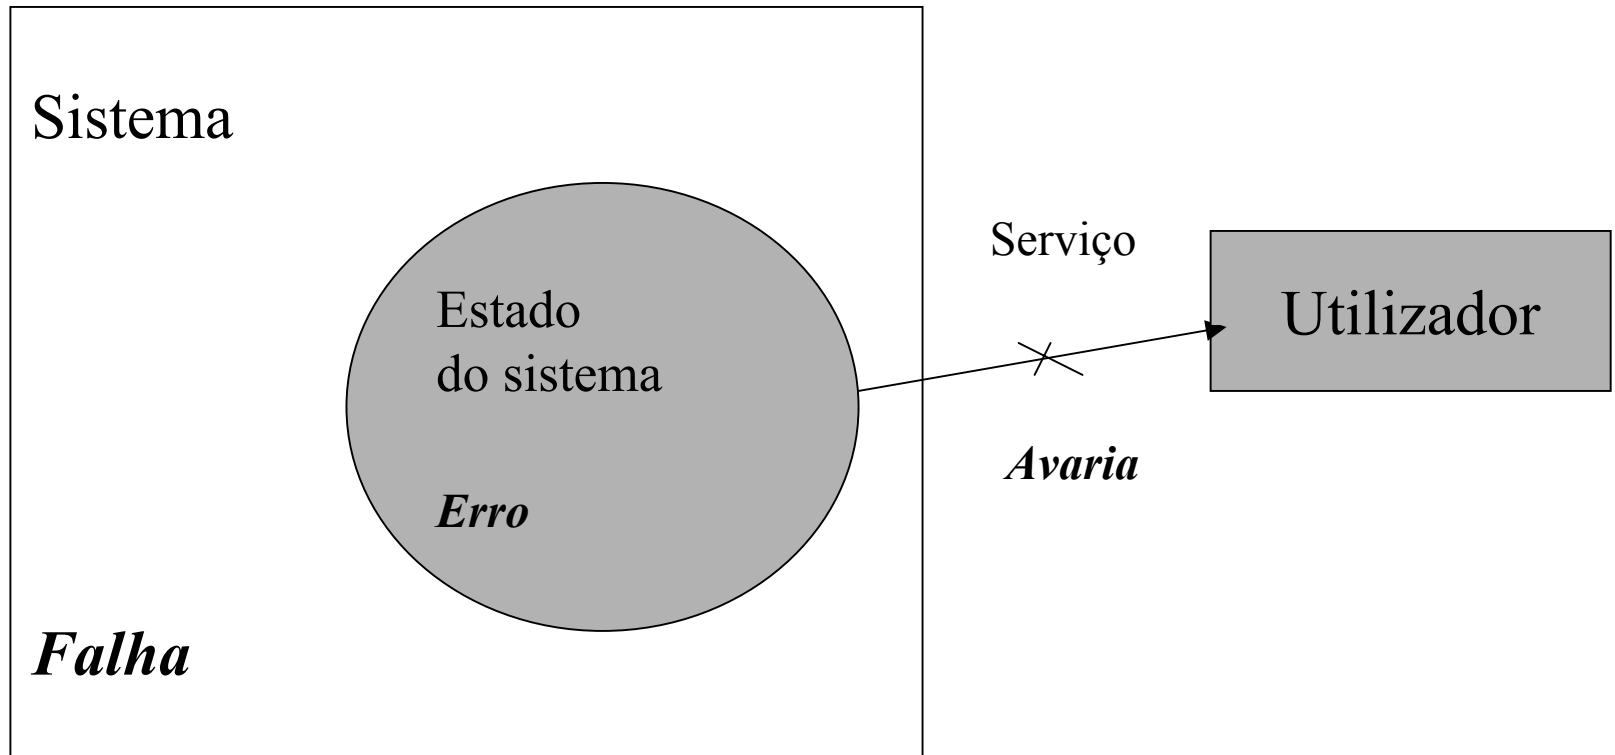 Sistema
Serviço
Utilizador
Estado
do sistema
Avaria
Erro
Falha